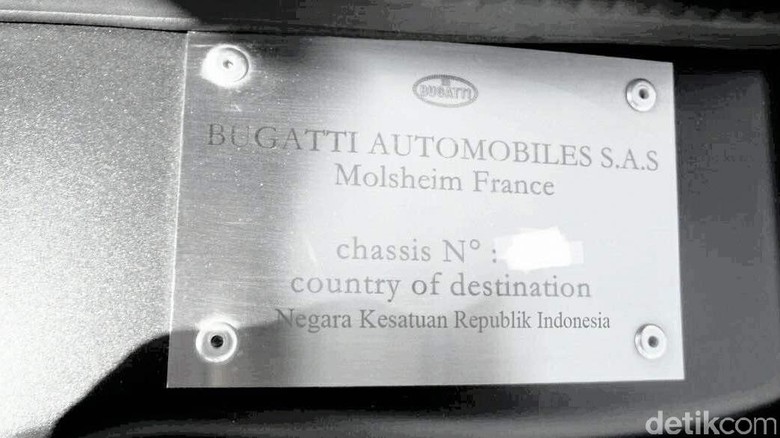 BUGATTI
BUGATTI AUTOMOBILES S.A.S
Molsheim France
chassis N° :
country of destination
Negara Kesatuan Republik Indonesia
detikcom